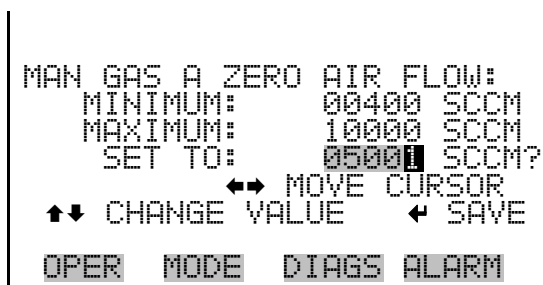 MAN GAS A ZERO AIR FLOW:
MINIMUM: 00400 SCCM
MAXIMUM: 10000 SCCM
SET TO: 05001 SCCM?
⬌ MOVE CURSOR
⬆⬇ CHANGE VALUE ↵ SAVE
OPER MODE DIAGS ALARM